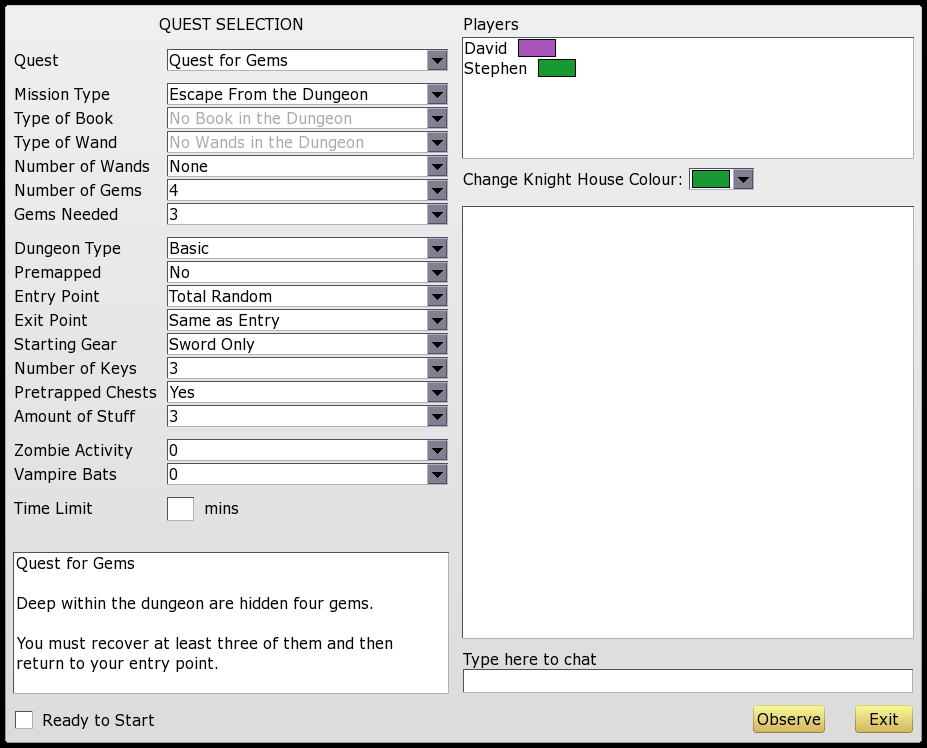 QUEST SELECTION
Quest Quest for Gems
Mission Type Escape From the Dungeon
Type of Book No Book in the Dungeon
Type of Wand No Wands in the Dungeon
Number of Wands None
Number of Gems 4
Gems Needed 3
Dungeon Type Basic
Premapped No
Entry Point Total Random
Exit Point Same as Entry
Starting Gear Sword Only
Number of Keys 3
Pretrapped Chests Yes
Amount of Stuff 3
Zombie Activity 0
Vampire Bats 0
Time Limit mins
Quest for Gems
Deep within the dungeon are hidden four gems.
You must recover at least three of them and then
return to your entry point.
Ready to Start
Players
David
Stephen
Change Knight House Colour:
Type here to chat
Observe Exit